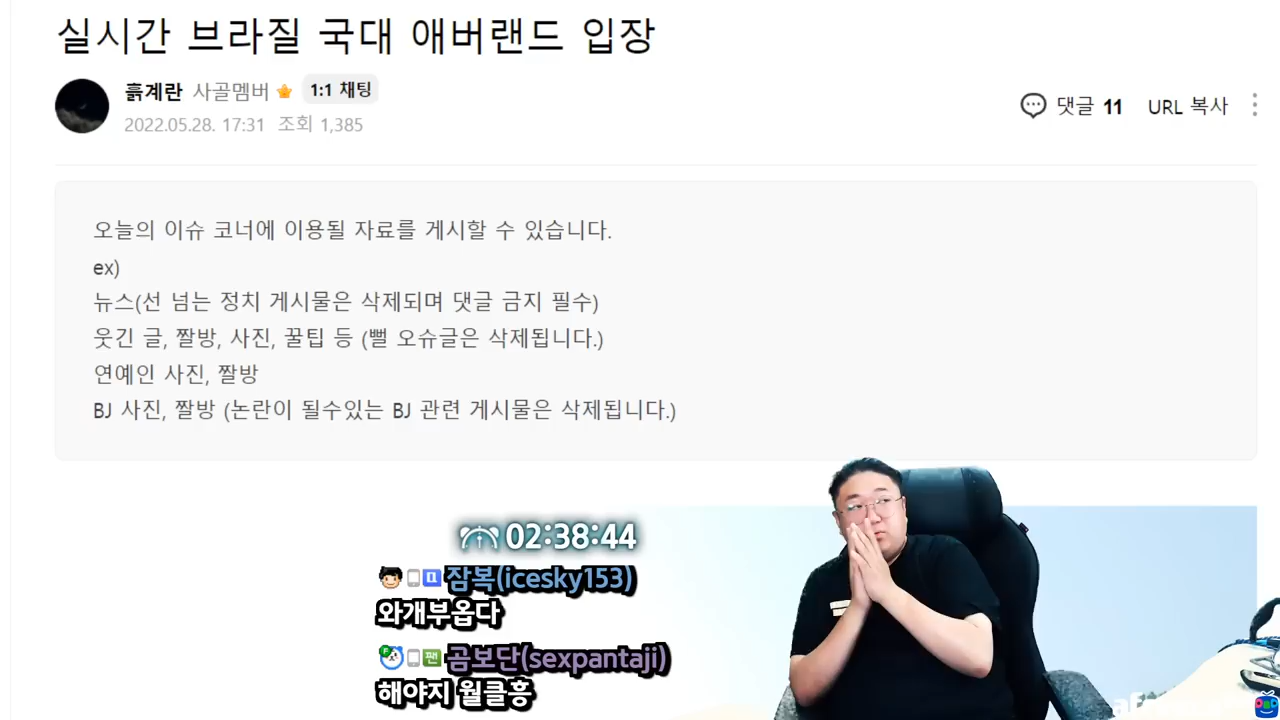 실시간 브라질 국대 애버랜드 입장
흙계란 사골멤버 1:1 채팅
2022.05.28. 17:31 조회 1,385
댓글 11 URL 복사
오늘의 이슈 코너에 이용될 자료를 게시할 수 있습니다.
ex)
뉴스(선 넘는 정치 게시물은 삭제되며 댓글 금지 필수)
웃긴 글, 짤방, 사진, 꿀팁 등 (뻘 오슈글은 삭제됩니다.)
연예인 사진, 짤방
BJ 사진, 짤방 (논란이 될수있는 BJ 관련 게시물은 삭제됩니다.)
02:38:44
잠복(icesky153)
와개부옵다
팬 곰보단(sexpantaji)
해야지 월클흥